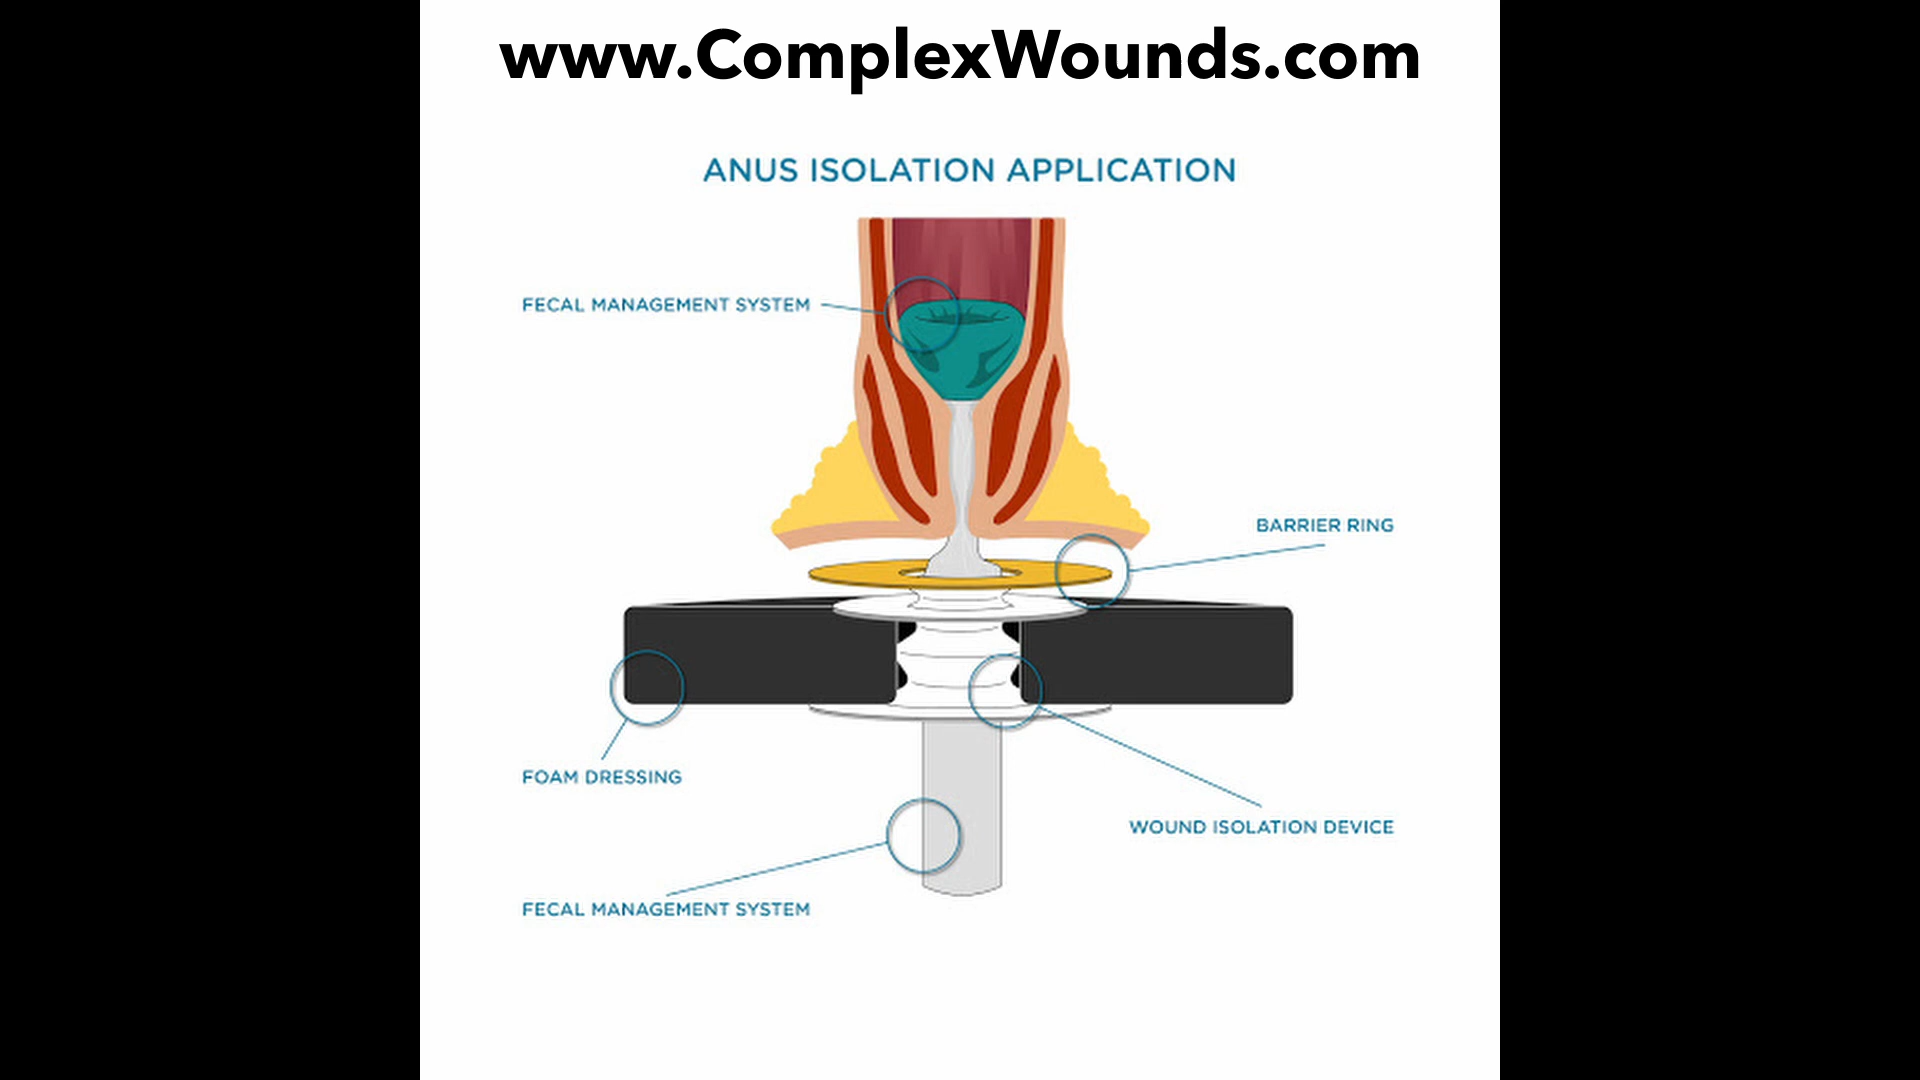 www.ComplexWounds.com
ANUS ISOLATION APPLICATION
FECAL MANAGEMENT SYSTEM
BARRIER RING
FOAM DRESSING
WOUND ISOLATION DEVICE
FECAL MANAGEMENT SYSTEM